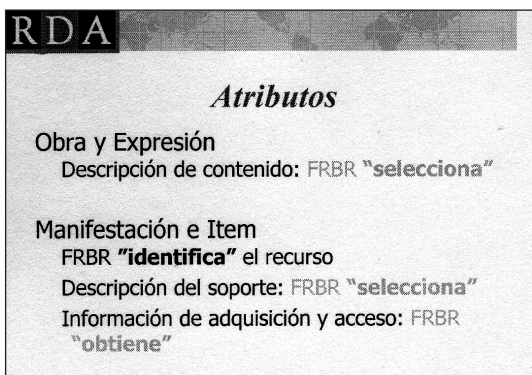 RDA
Atributos
Obra y Expresión
Descripción de contenido: FRBR “selecciona”
Manifestación e Item
FRBR ”identifica” el recurso
Descripción del soporte: FRBR “selecciona”
Información de adquisición y acceso: FRBR
“obtiene”